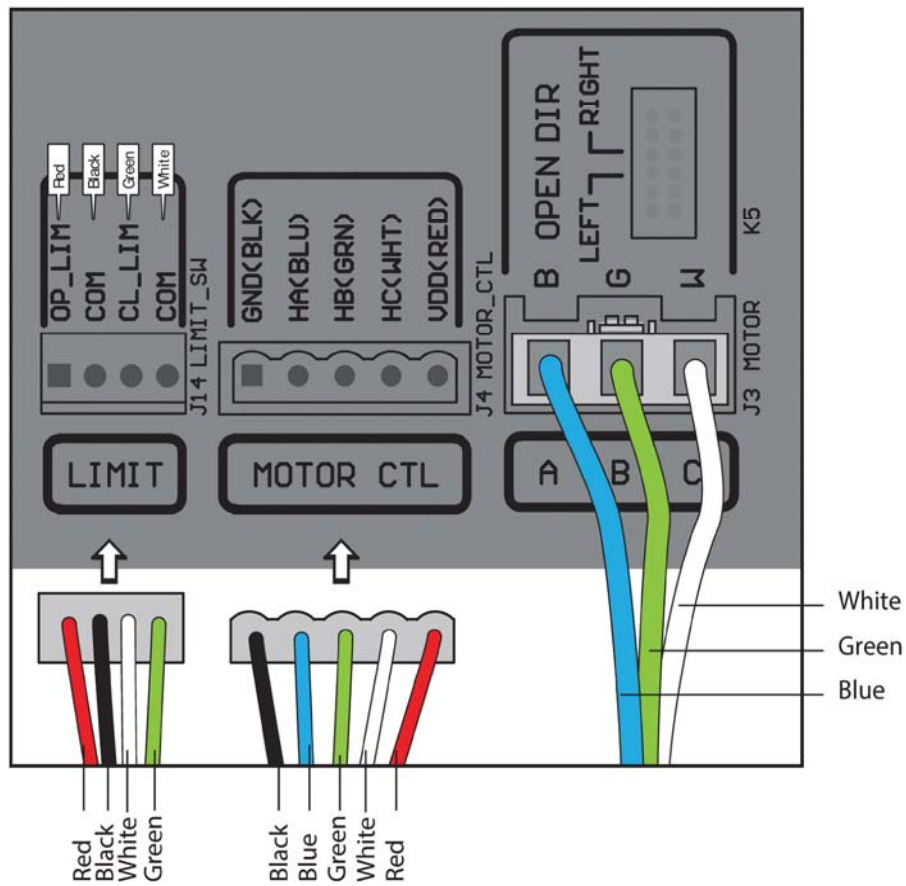 Red
Black
Green
White
OP_LIM
COM
CL_LIM
COM
J14 LIMIT_SW
GND(BLK)
HA(BLU)
HB(GRN)
HC(WHT)
VDD(RED)
J4 MOTOR_CTL
OPEN DIR
LEFT
RIGHT
K5
B
G
W
J3 MOTOR
LIMIT
MOTOR CTL
A B C
White
Green
Blue
Red
Black
White
Green
Black
Blue
Green
White
Red